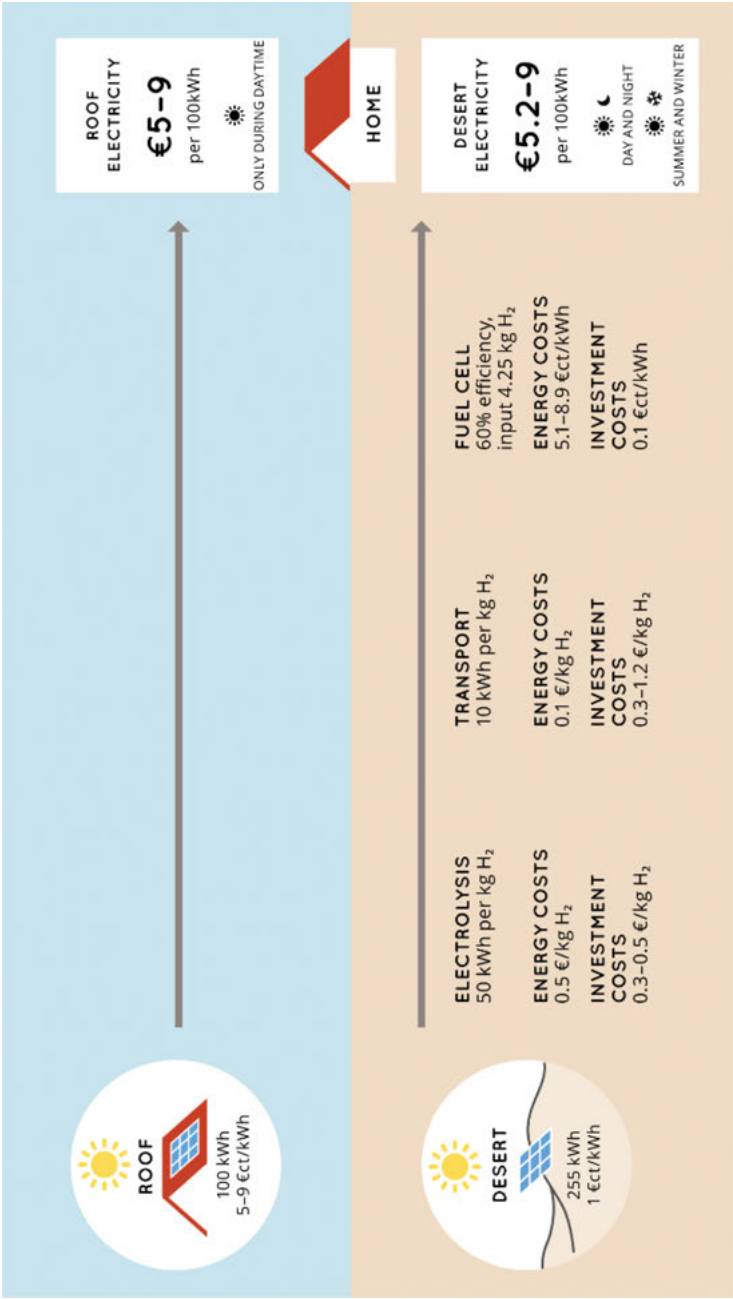 ROOF
100 kWh
5–9 €ct/kWh
ROOF
ELECTRICITY
€5–9
per 100kWh
ONLY DURING DAYTIME
HOME
DESERT
255 kWh
1 €ct/kWh
ELECTROLYSIS
50 kWh per kg H₂
ENERGY COSTS
0.5 €/kg H₂
INVESTMENT
COSTS
0.3–0.5 €/kg H₂
TRANSPORT
10 kWh per kg H₂
ENERGY COSTS
0.1 €/kg H₂
INVESTMENT
COSTS
0.3–1.2 €/kg H₂
FUEL CELL
60% efficiency,
input 4.25 kg H₂
ENERGY COSTS
5.1–8.9 €ct/kWh
INVESTMENT
COSTS
0.1 €ct/kWh
DESERT
ELECTRICITY
€5.2–9
per 100kWh
DAY AND NIGHT
SUMMER AND WINTER